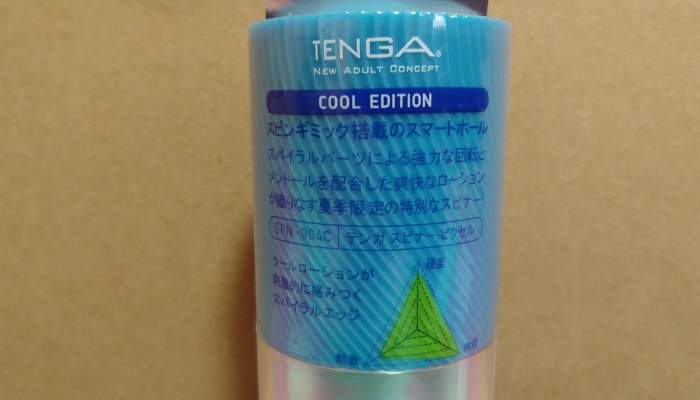 TENGA®
NEW ADULT CONCEPT
COOL EDITION
スピンギミック搭載のスマートホール
スパイラルパーツによる強力な回転と
メントールを配合した爽快なローション
が織りなす夏季限定の特別なスピナー。
SPN-004C テンガ スピナー ピクセル
クールローションが
刺激的に絡みつく
スパイラルエッジ
硬度
刺激